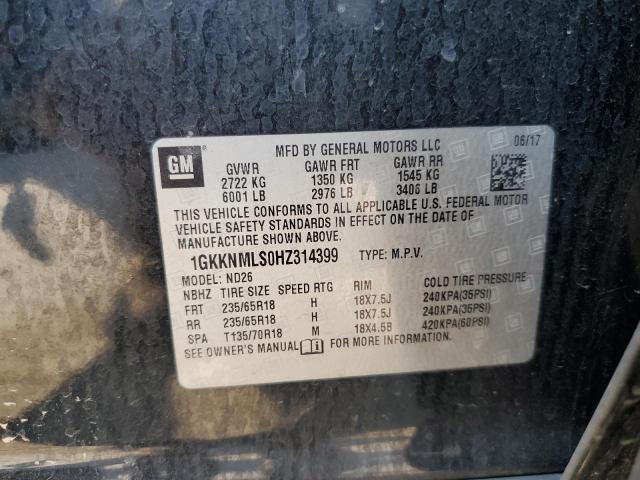 MFD BY GENERAL MOTORS LLC 06/17
GM
GVWR GAWR FRT GAWR RR
2722 KG 1350 KG 1545 KG
6001 LB 2976 LB 3406 LB
THIS VEHICLE CONFORMS TO ALL APPLICABLE U.S. FEDERAL MOTOR
VEHICLE SAFETY STANDARDS IN EFFECT ON THE DATE OF
MANUFACTURE SHOWN ABOVE.
1GKKNMLS0HZ314399 TYPE: M.P.V.
MODEL: ND26
NBHZ TIRE SIZE SPEED RTG RIM COLD TIRE PRESSURE
FRT 235/65R18 H 18X7.5J 240KPA(35PSI)
RR 235/65R18 H 18X7.5J 240KPA(35PSI)
SPA T135/70R18 M 18X4.5B 420KPA(60PSI)
SEE OWNER'S MANUAL FOR MORE INFORMATION.